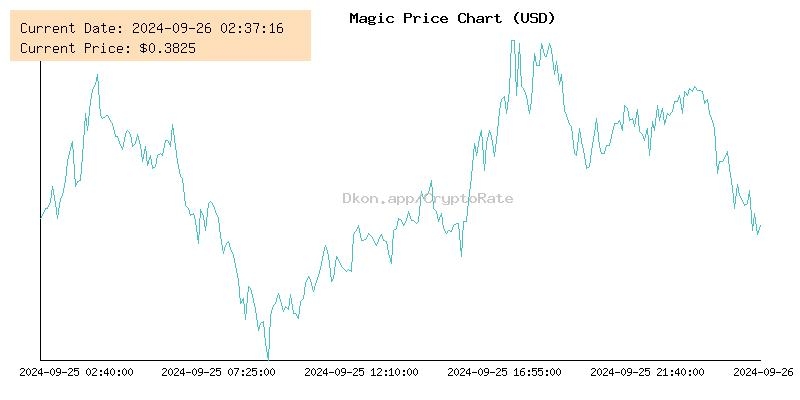 Magic Price Chart (USD)
Current Date: 2024-09-26 02:37:16
Current Price: $0.3825
Dkon.app/CryptoRate
2024-09-25 02:40:00 2024-09-25 07:25:00 2024-09-25 12:10:00 2024-09-25 16:55:00 2024-09-25 21:40:00 2024-09-26